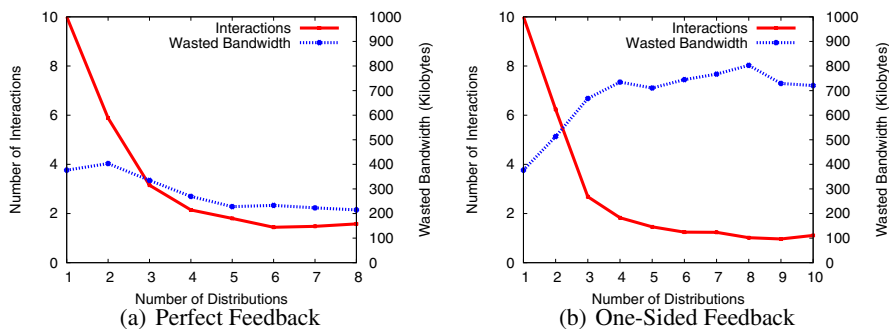 Number of Interactions
10
8
6
4
2
0
Interactions
Wasted Bandwidth
1000
900
800
700
600
500
400
300
200
100
0
Wasted Bandwidth (Kilobytes)
1 2 3 4 5 6 7 8
Number of Distributions
(a) Perfect Feedback
Number of Interactions
10
8
6
4
2
0
Interactions
Wasted Bandwidth
1000
900
800
700
600
500
400
300
200
100
0
Wasted Bandwidth (Kilobytes)
1 2 3 4 5 6 7 8 9 10
Number of Distributions
(b) One-Sided Feedback